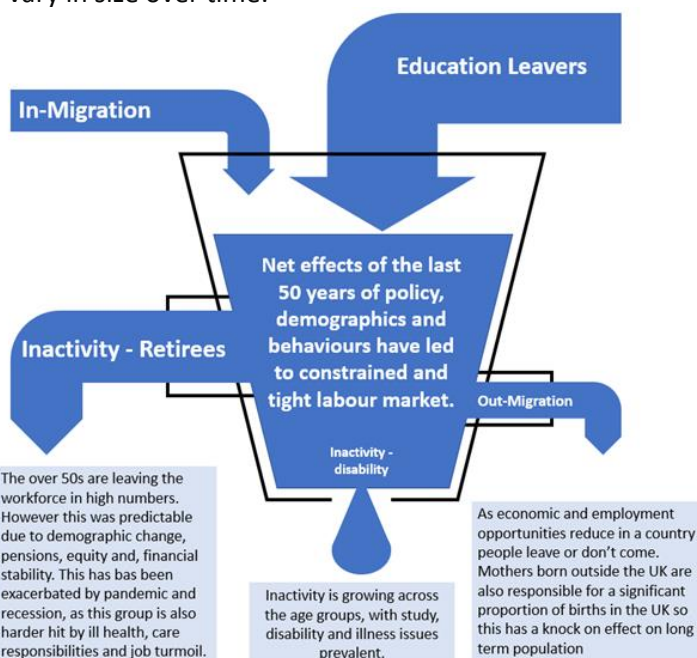 vary in size over time.
Education Leavers
In-Migration
Net effects of the last
50 years of policy,
demographics and
behaviours have led
to constrained and
tight labour market.
Inactivity - Retirees
Out-Migration
Inactivity -
disability
The over 50s are leaving the
workforce in high numbers.
However this was predictable
due to demographic change,
pensions, equity and, financial
stability. This has bas been
exacerbated by pandemic and
recession, as this group is also
harder hit by ill health, care
responsibilities and job turmoil.
Inactivity is growing across
the age groups, with study,
disability and illness issues
prevalent.
As economic and employment
opportunities reduce in a country
people leave or don't come.
Mothers born outside the UK are
also responsible for a significant
proportion of births in the UK so
this has a knock on effect on long
term population